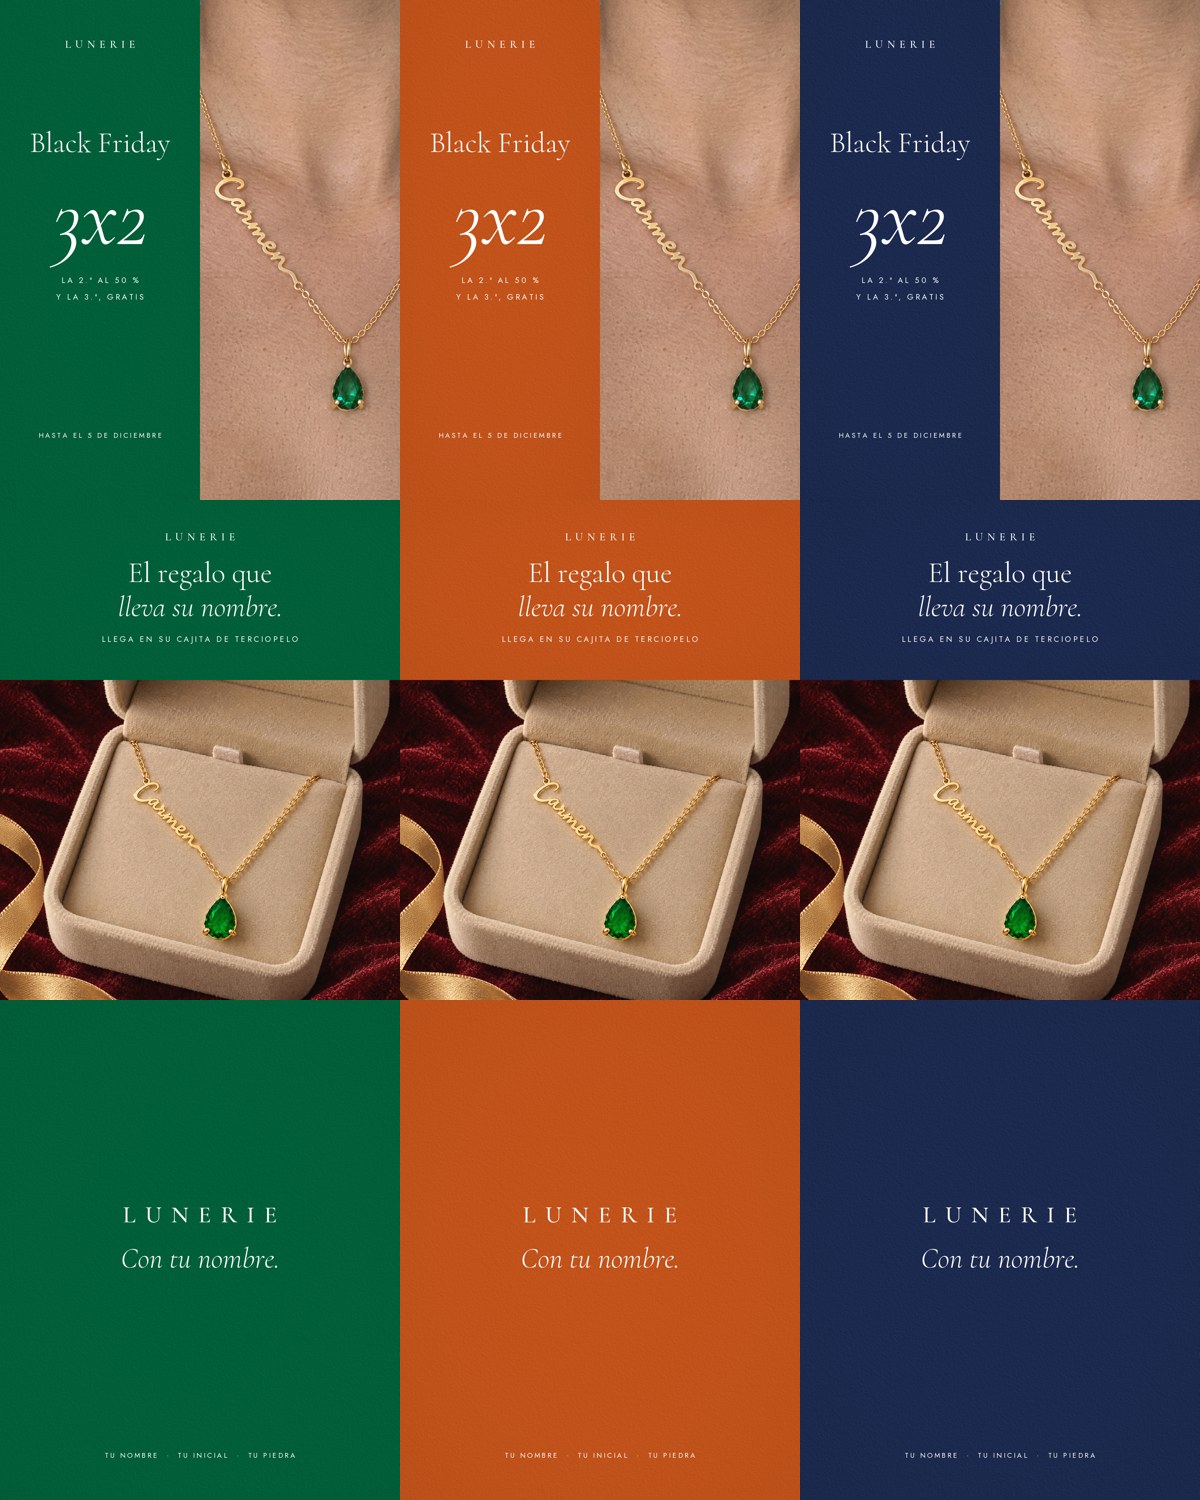 LUNERIE
Black Friday
3x2
LA 2.ª AL 50 %
Y LA 3.ª, GRATIS
HASTA EL 5 DE DICIEMBRE
Carmen
LUNERIE
Black Friday
3x2
LA 2.ª AL 50 %
Y LA 3.ª, GRATIS
HASTA EL 5 DE DICIEMBRE
Carmen
LUNERIE
Black Friday
3x2
LA 2.ª AL 50 %
Y LA 3.ª, GRATIS
HASTA EL 5 DE DICIEMBRE
Carmen
LUNERIE
El regalo que
lleva su nombre.
LLEGA EN SU CAJITA DE TERCIOPELO
Carmen
LUNERIE
El regalo que
lleva su nombre.
LLEGA EN SU CAJITA DE TERCIOPELO
Carmen
LUNERIE
El regalo que
lleva su nombre.
LLEGA EN SU CAJITA DE TERCIOPELO
Carmen
LUNERIE
Con tu nombre.
TU NOMBRE · TU INICIAL · TU PIEDRA
LUNERIE
Con tu nombre.
TU NOMBRE · TU INICIAL · TU PIEDRA
LUNERIE
Con tu nombre.
TU NOMBRE · TU INICIAL · TU PIEDRA